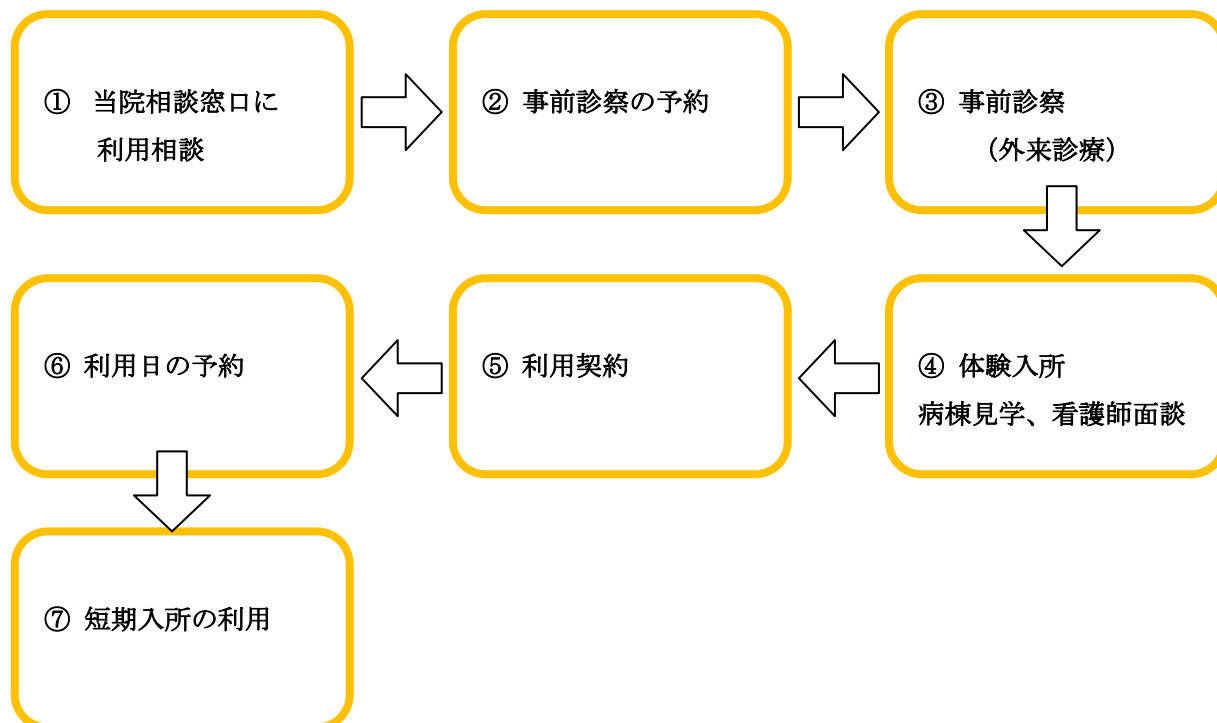 ① 当院相談窓口に
利用相談
② 事前診察の予約
③ 事前診察
（外来診療）
④ 体験入所
病棟見学、看護師面談
⑤ 利用契約
⑥ 利用日の予約
⑦ 短期入所の利用